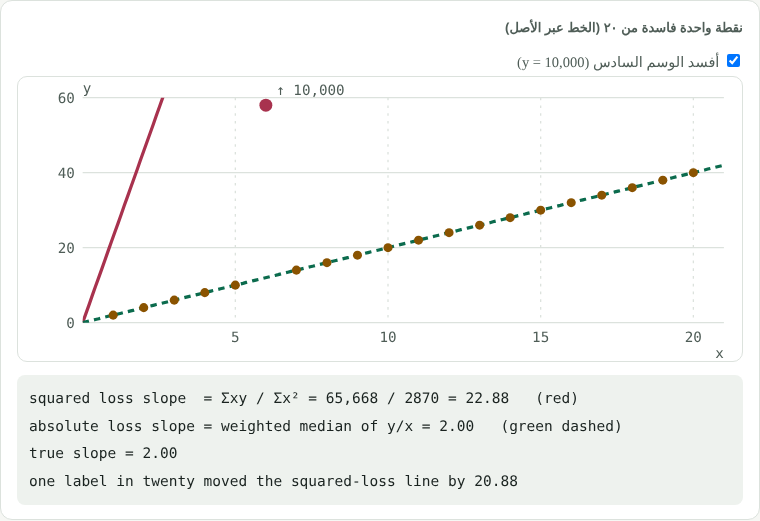 نقطة واحدة فاسدة من ٢٠ (الخط عبر الأصل)
أفسد الوسم السادس (y = 10,000)
y
↑ 10,000
60
40
20
0
5 10 15 20
x
squared loss slope = Σxy / Σx² = 65,668 / 2870 = 22.88 (red)
absolute loss slope = weighted median of y/x = 2.00 (green dashed)
true slope = 2.00
one label in twenty moved the squared-loss line by 20.88